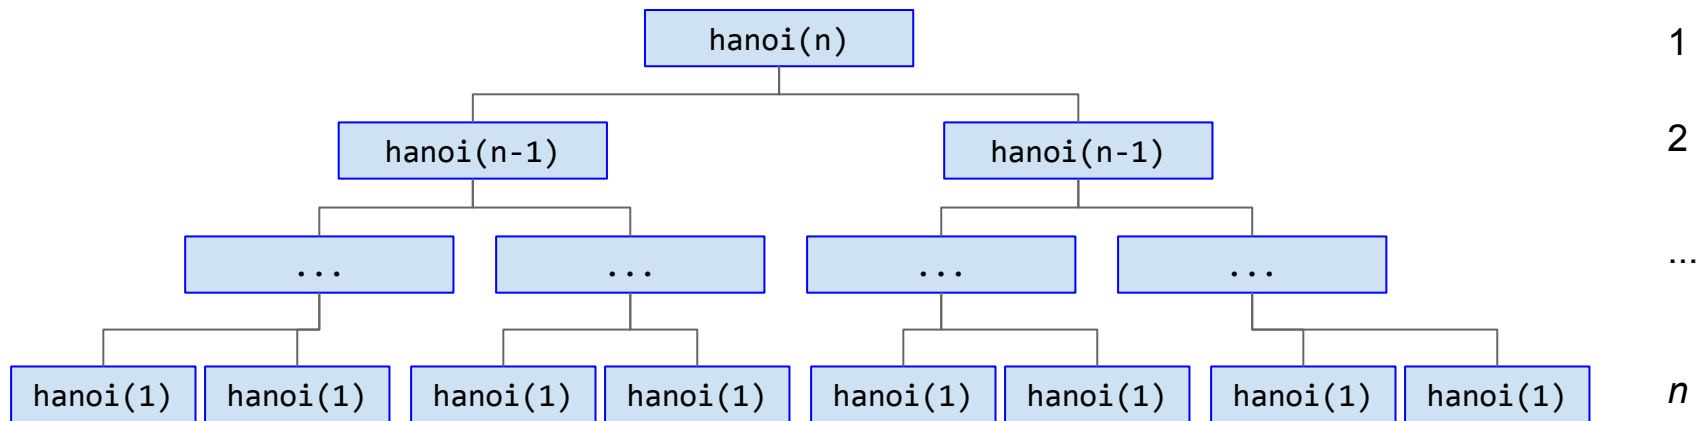 hanoi(n) 1
hanoi(n-1) hanoi(n-1) 2
... ... ... ... ...
hanoi(1) hanoi(1) hanoi(1) hanoi(1) hanoi(1) hanoi(1) hanoi(1) hanoi(1) n